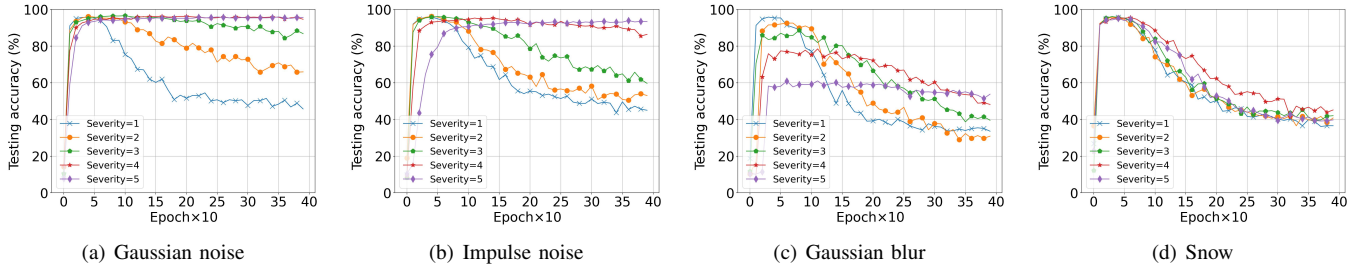 Testing accuracy (%)
100
80
60
40
20
0
Severity=1
Severity=2
Severity=3
Severity=4
Severity=5
0 5 10 15 20 25 30 35 40
Epoch×10
(a) Gaussian noise
Testing accuracy (%)
100
80
60
40
20
0
Severity=1
Severity=2
Severity=3
Severity=4
Severity=5
0 5 10 15 20 25 30 35 40
Epoch×10
(b) Impulse noise
Testing accuracy (%)
100
80
60
40
20
0
Severity=1
Severity=2
Severity=3
Severity=4
Severity=5
0 5 10 15 20 25 30 35 40
Epoch×10
(c) Gaussian blur
Testing accuracy (%)
100
80
60
40
20
0
Severity=1
Severity=2
Severity=3
Severity=4
Severity=5
0 5 10 15 20 25 30 35 40
Epoch×10
(d) Snow